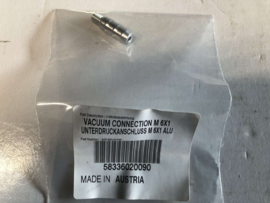 VACUUM CONNECTION M 6X1
UNTERDRUCKANSCHLUSS M 6X1 ALU
58336020090
MADE IN AUSTRIA